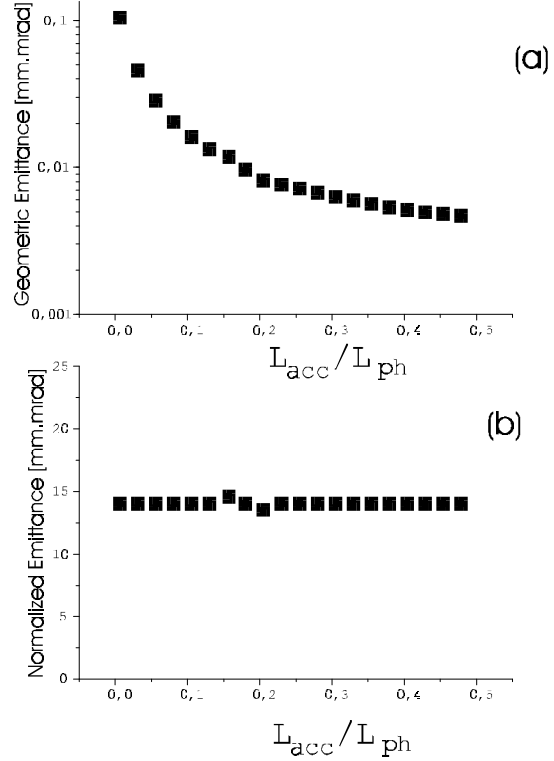 Geometric Emittance [mm.mrad]
(a)
0,1
0,01
0,001
0,0 0,1 0,2 0,3 0,4 0,5
Lacc/Lph
Normalized Emittance [mm.mrad]
(b)
25
20
15
10
5
0
0,0 0,1 0,2 0,3 0,4 0,5
Lacc/Lph